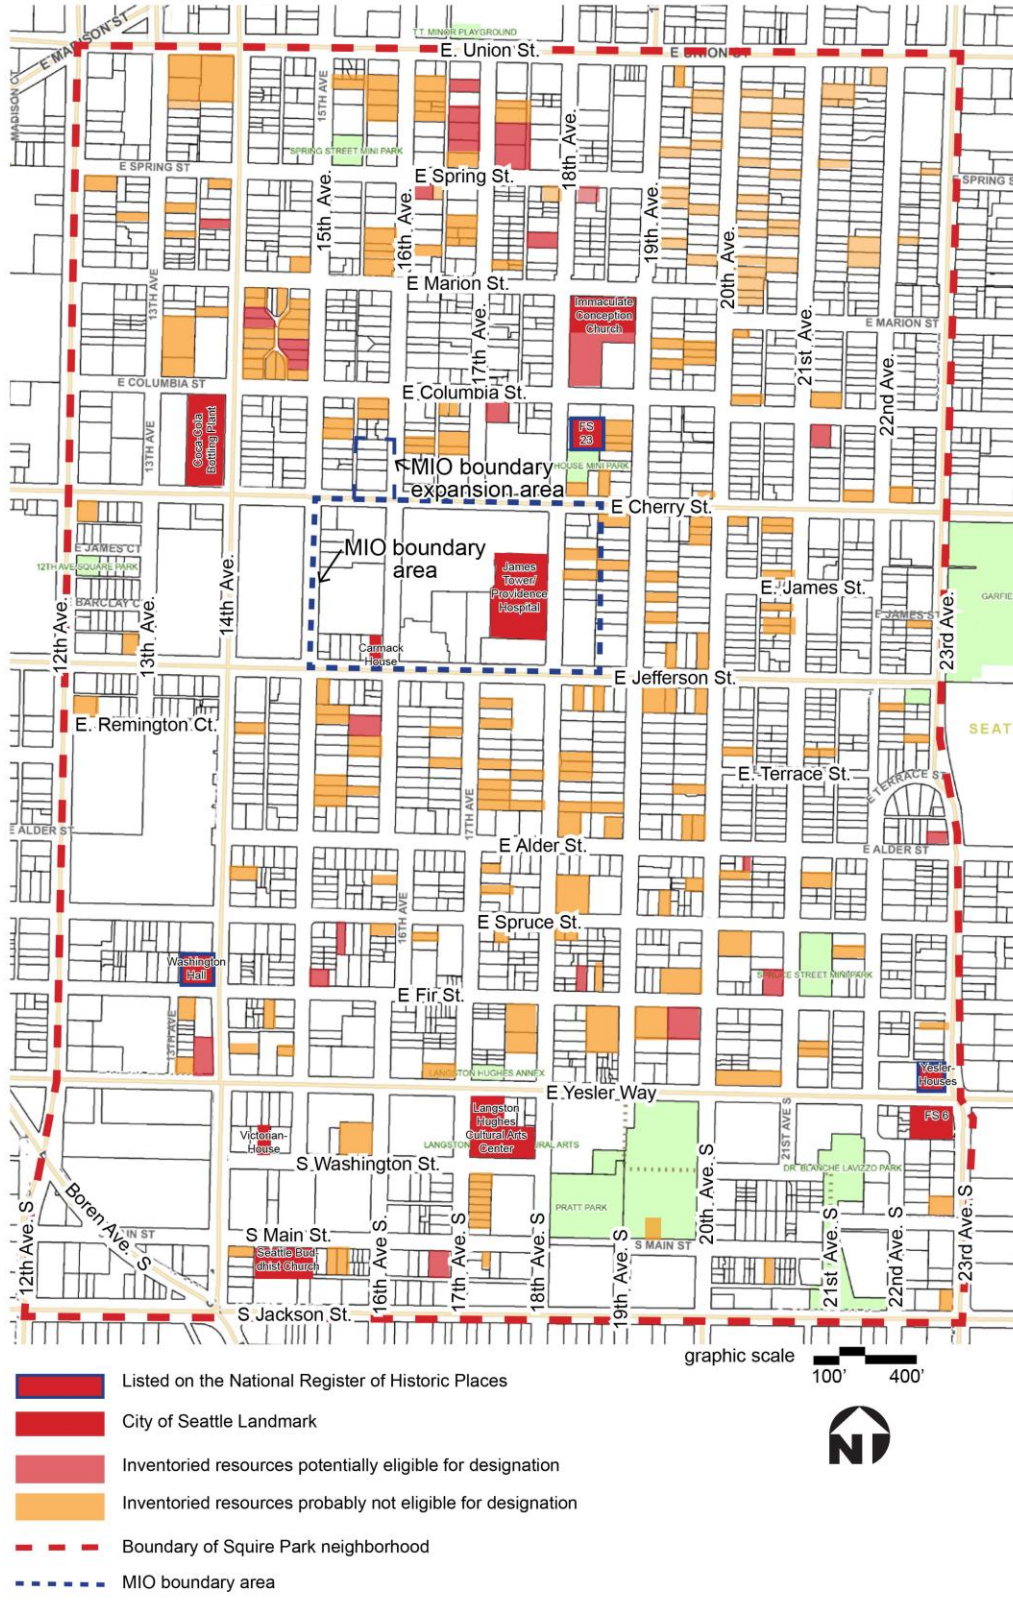 T.T. MINOR PLAYGROUND
E MADISON ST
E. Union St.
E UNION ST
MADISON CT
15TH AVE
SPRING STREET MINI PARK
18th Ave.
E SPRING ST
E Spring St.
E SPRING S
15th Ave.
16th Ave.
19th Ave.
20th Ave.
13TH AVE
E Marion St.
Immaculate
Conception
Church
17th Ave.
21st Ave.
E MARION ST
22nd Ave.
E COLUMBIA ST
E Columbia St.
13TH AVE
Coca-Cola
Bottling Plant
FS
23
MIO boundary
expansion area
HOUSE MINI PARK
E Cherry St.
E JAMES CT
MIO boundary
area
12TH AVE SQUARE PARK
James
Tower/
Providence
Hospital
E. James St.
BARCLAY C
E JAMES ST
GARFIE
12th Ave.
13th Ave.
14th Ave.
23rd Ave.
Carmack
House
E Jefferson St.
E. Remington Ct.
SEAT
E. Terrace St.
E TERRACE ST
17TH AVE
E ALDER ST
E Alder St.
E ALDER ST
16TH AVE
E Spruce St.
Washington
Hall
SPRUCE STREET MINI PARK
E Fir St.
13TH AVE
LANGSTON HUGHES ANNEX
Yesler
Houses
E Yesler Way
Langston
Hughes
Cultural Arts
Center
LANGSTON
URAL ARTS
FS 6
21ST AVE S
Victorian
House
S Washington St.
DR. BLANCHE LAVIZZO PARK
PRATT PARK
Boren Ave. S
S Main St.
IN ST
S MAIN ST
Seattle Bud-
dhist Church
12th Ave. S
16th Ave S.
17th Ave. S
18th Ave. S
19th Ave. S
20th Ave. S
21st Ave. S
22nd Ave. S
23rd Ave. S
S Jackson St.
graphic scale
100' 400'
Listed on the National Register of Historic Places
City of Seattle Landmark
Inventoried resources potentially eligible for designation
Inventoried resources probably not eligible for designation
Boundary of Squire Park neighborhood
MIO boundary area
N